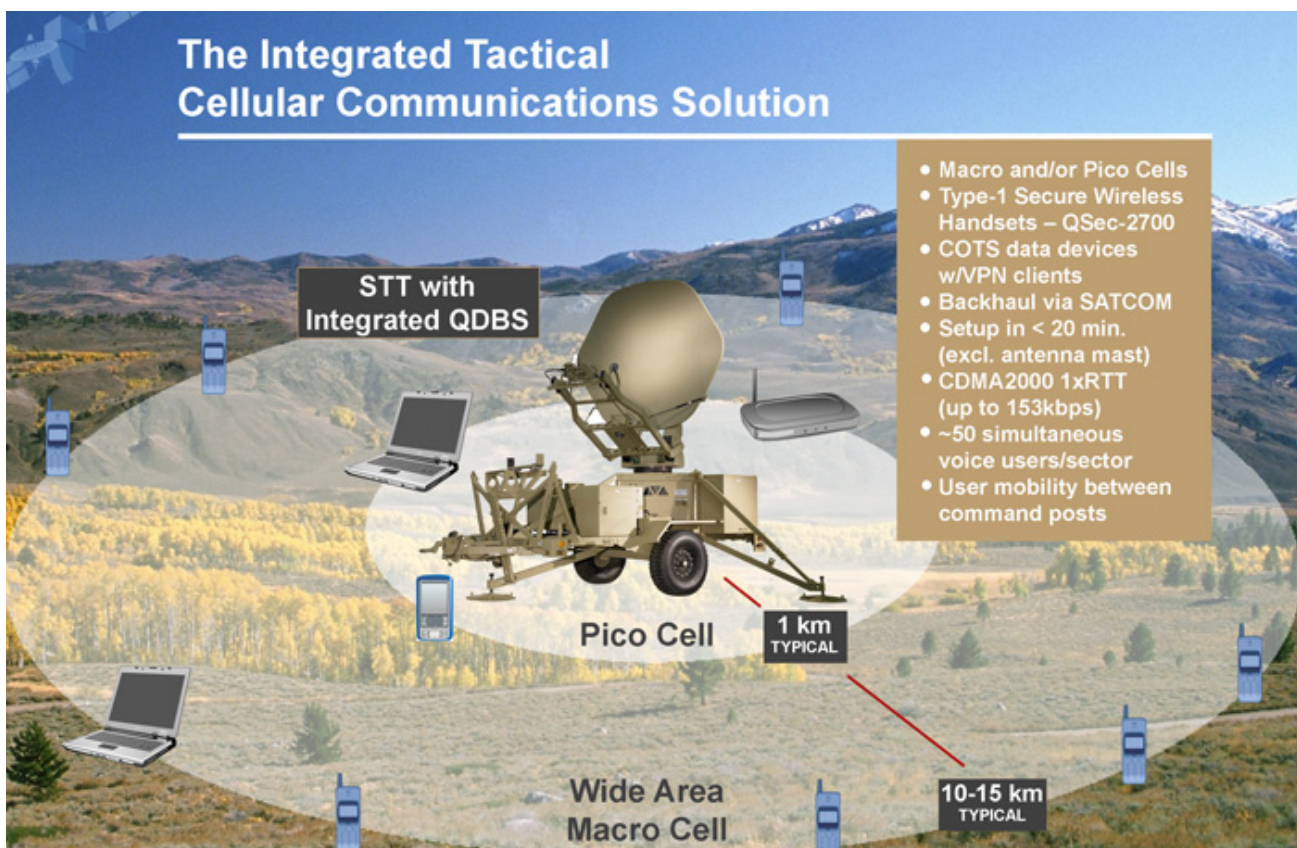 The Integrated Tactical
Cellular Communications Solution
• Macro and/or Pico Cells
• Type-1 Secure Wireless
Handsets – QSec-2700
• COTS data devices
w/VPN clients
• Backhaul via SATCOM
• Setup in < 20 min.
(excl. antenna mast)
• CDMA2000 1xRTT
(up to 153kbps)
• ~50 simultaneous
voice users/sector
• User mobility between
command posts
STT with
Integrated QDBS
Pico Cell
1 km
TYPICAL
Wide Area
Macro Cell
10-15 km
TYPICAL